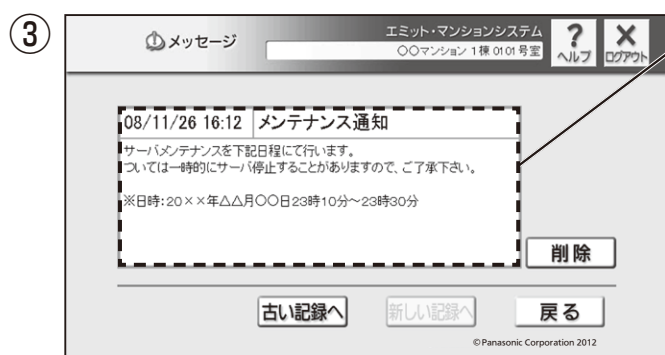 ③
メッセージ
エミット・マンションシステム
○○マンション 1棟 0101 号室
?
ヘルプ
X
ログアウト
08/11/26 16:12 メンテナンス通知
サーバメンテナンスを下記日程にて行います。
ついては一時的にサーバ停止することがありますので、ご了承下さい。
※日時:20××年△△月○○日23時10分～23時30分
削除
古い記録へ
新しい記録へ
戻る
©Panasonic Corporation 2012